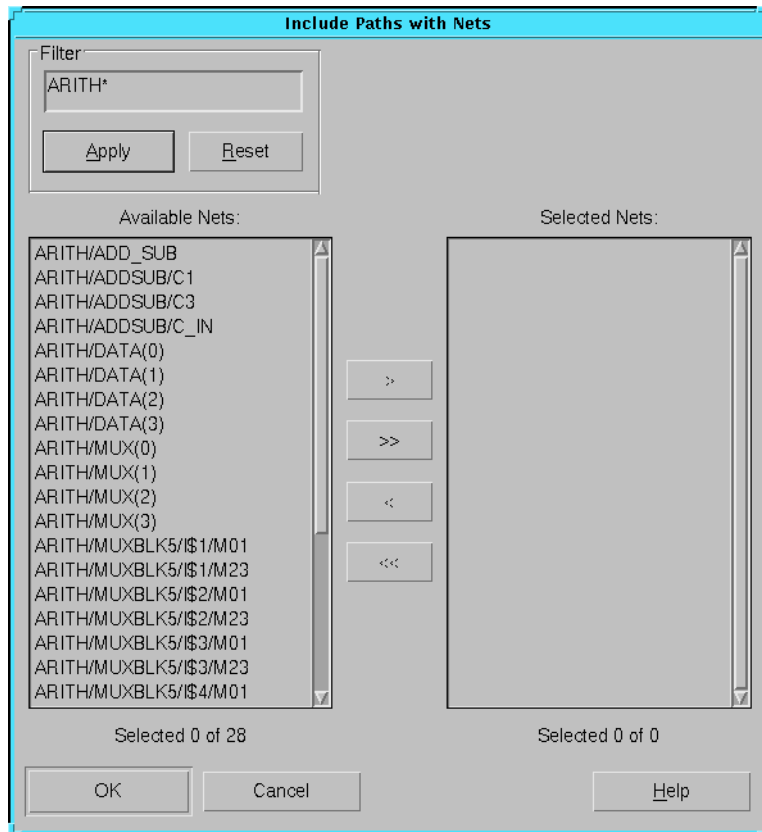 Include Paths with Nets
Filter
ARITH*
Apply
Reset
Available Nets:
Selected Nets:
ARITH/ADD_SUB
ARITH/ADDSUB/C1
ARITH/ADDSUB/C3
ARITH/ADDSUB/C_IN
ARITH/DATA(0)
ARITH/DATA(1)
ARITH/DATA(2)
ARITH/DATA(3)
ARITH/MUX(0)
ARITH/MUX(1)
ARITH/MUX(2)
ARITH/MUX(3)
ARITH/MUXBLK5/I$1/M01
ARITH/MUXBLK5/I$1/M23
ARITH/MUXBLK5/I$2/M01
ARITH/MUXBLK5/I$2/M23
ARITH/MUXBLK5/I$3/M01
ARITH/MUXBLK5/I$3/M23
ARITH/MUXBLK5/I$4/M01
>
>>
<
<<
Selected 0 of 28
Selected 0 of 0
OK
Cancel
Help